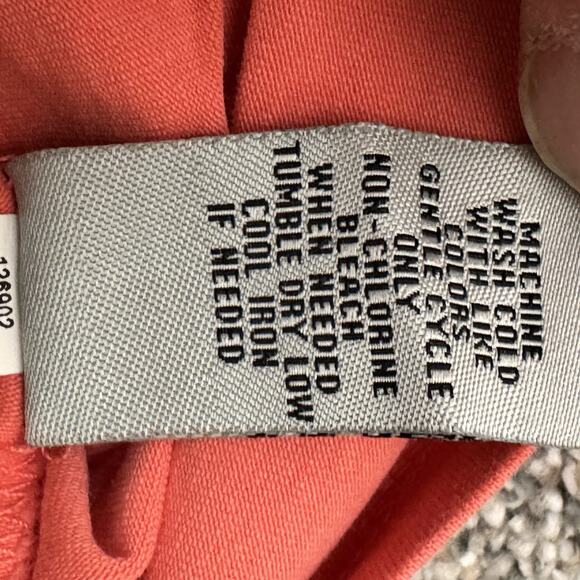 MACHINE
WASH COLD
WITH LIKE
COLORS
GENTLE CYCLE
ONLY
NON-CHLORINE
BLEACH
WHEN NEEDED
TUMBLE DRY LOW
COOL IRON
IF NEEDED
126902